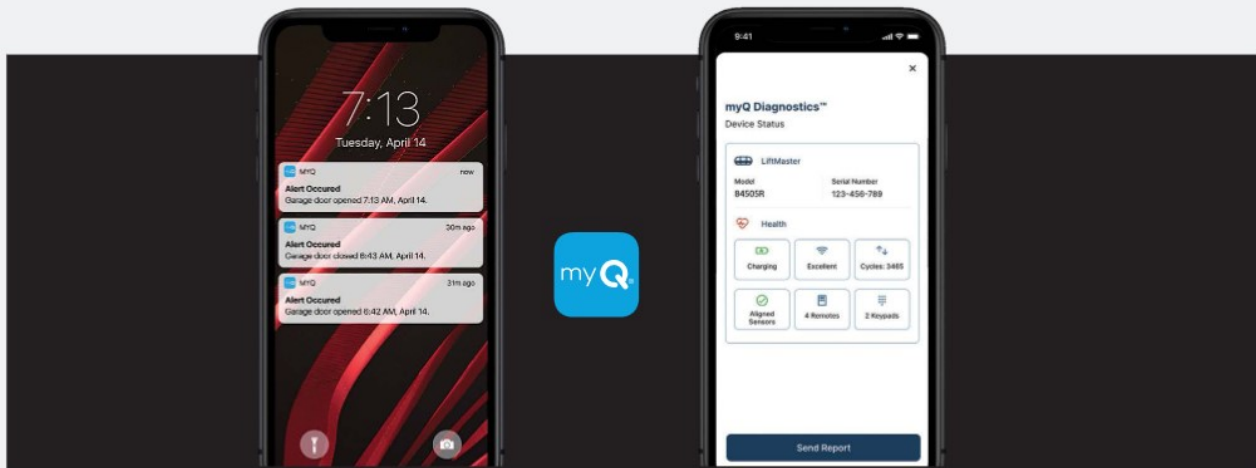 7:13
Tuesday, April 14
MYQ now
Alert Occured
Garage door opened 7:13 AM, April 14.
MYQ 30m ago
Alert Occured
Garage door closed 6:43 AM, April 14.
MYQ 31m ago
Alert Occured
Garage door opened 6:42 AM, April 14.
myQ®
9:41
myQ Diagnostics™
Device Status
LiftMaster
Model Serial Number
84505R 123-456-789
Health
Charging Excellent Cycles: 3465
Aligned Sensors 4 Remotes 2 Keypads
Send Report